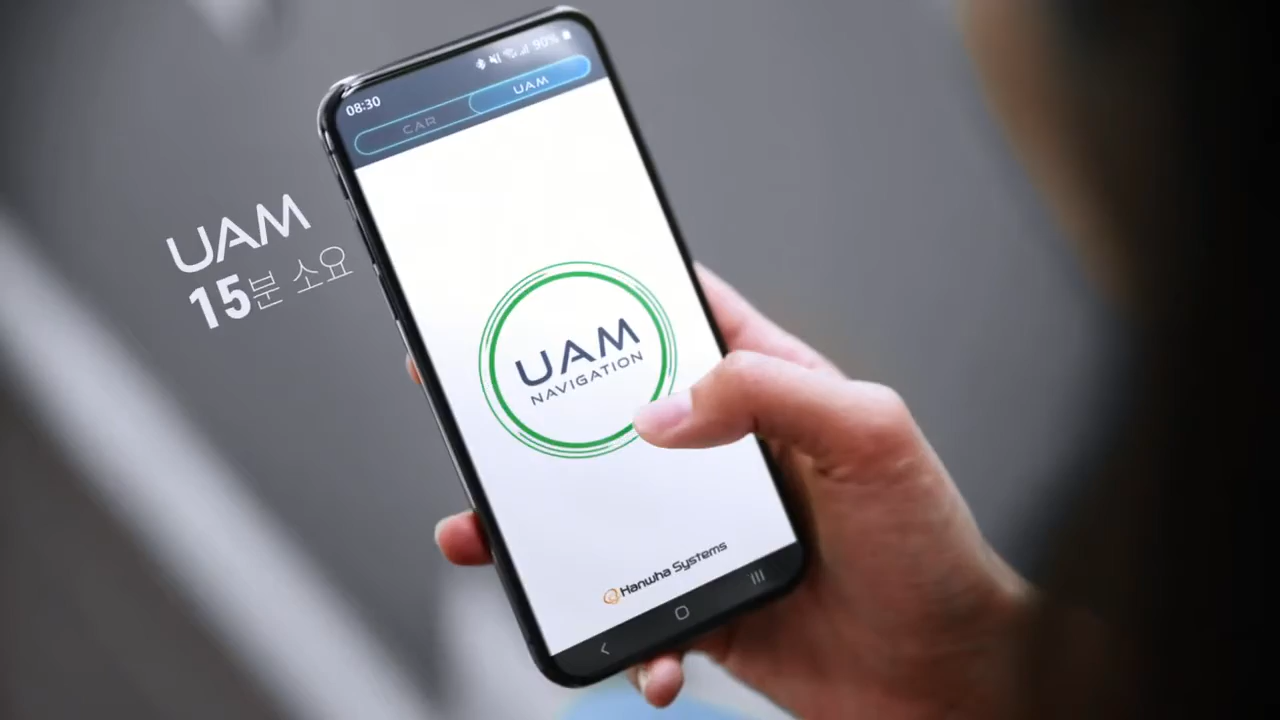 08:30
90%
CAR
UAM
UAM
15분 소요
UAM
NAVIGATION
Hanwha Systems